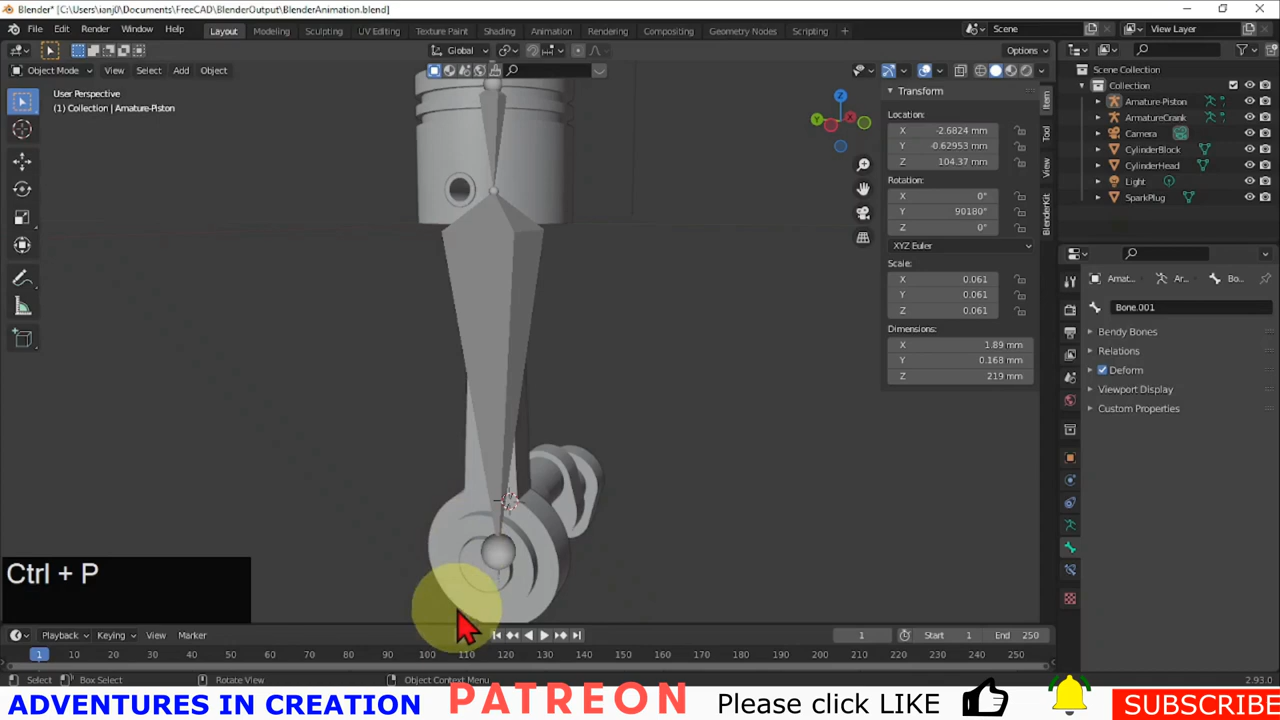 Blender* [C:\Users\ianj0\Documents\FreeCAD\BlenderOutput\BlenderAnimation.blend]
File Edit Render Window Help Layout Modeling Sculpting UV Editing Texture Paint Shading Animation Compositing Rendering Geometry Nodes Scripting + Scene View Layer
Global Options
Object Mode View Select Add Object
User Perspective
(1) Collection | Amature-Piston
Z
Y X
Transform
Location:
X -2.6824 mm
Y -0.62953 mm
Z 104.37 mm
Rotation:
X 0°
Y 90180°
Z 0°
XYZ Euler
Scale:
X 0.061
Y 0.061
Z 0.061
Dimensions:
X 1.89 mm
Y 0.168 mm
Z 219 mm
Item
Tool
View
BlenderKit
Scene Collection
Collection
Amature-Piston
ArmatureCrank
Camera
CylinderBlock
CylinderHead
Light
SparkPlug
Amat... Ar... Bo...
Bone.001
Bendy Bones
Relations
Deform
Viewport Display
Custom Properties
Ctrl + P
Playback Keying View Marker 1 Start 1 End 250
1 10 20 30 40 50 60 70 80 90 100 110 120 130 140 150 160 170 180 190 200 210 220 230 240 250
Select Box Select Rotate View Object Context Menu 2.93.0
ADVENTURES IN CREATION PATREON Please click LIKE SUBSCRIBE